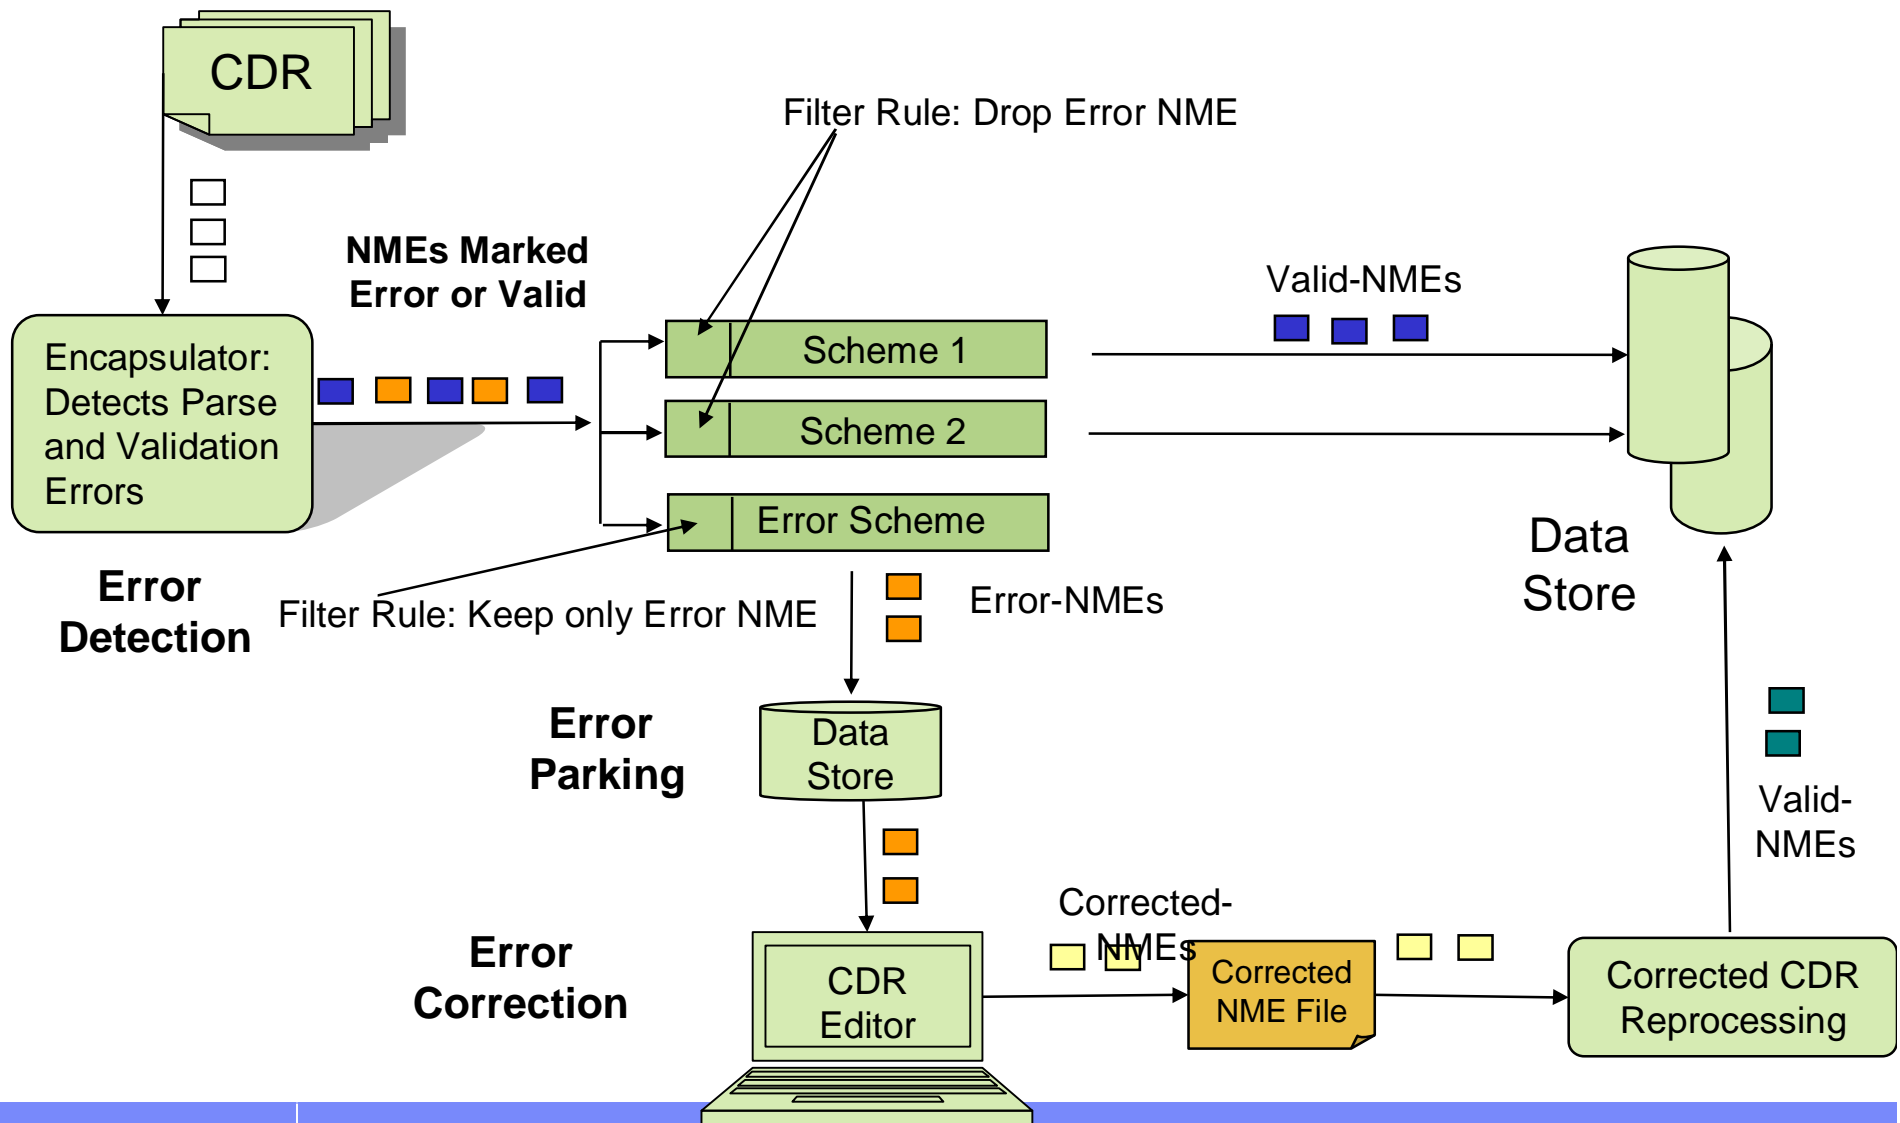 CDR
Filter Rule: Drop Error NME
NMEs Marked
Error or Valid
Valid-NMEs
Encapsulator:
Detects Parse
and Validation
Errors
Scheme 1
Scheme 2
Error Scheme
Data
Store
Error
Detection
Filter Rule: Keep only Error NME
Error-NMEs
Error
Parking
Data
Store
Valid-
NMEs
Error
Correction
CDR
Editor
Corrected-
NMEs
Corrected
NME File
Corrected CDR
Reprocessing